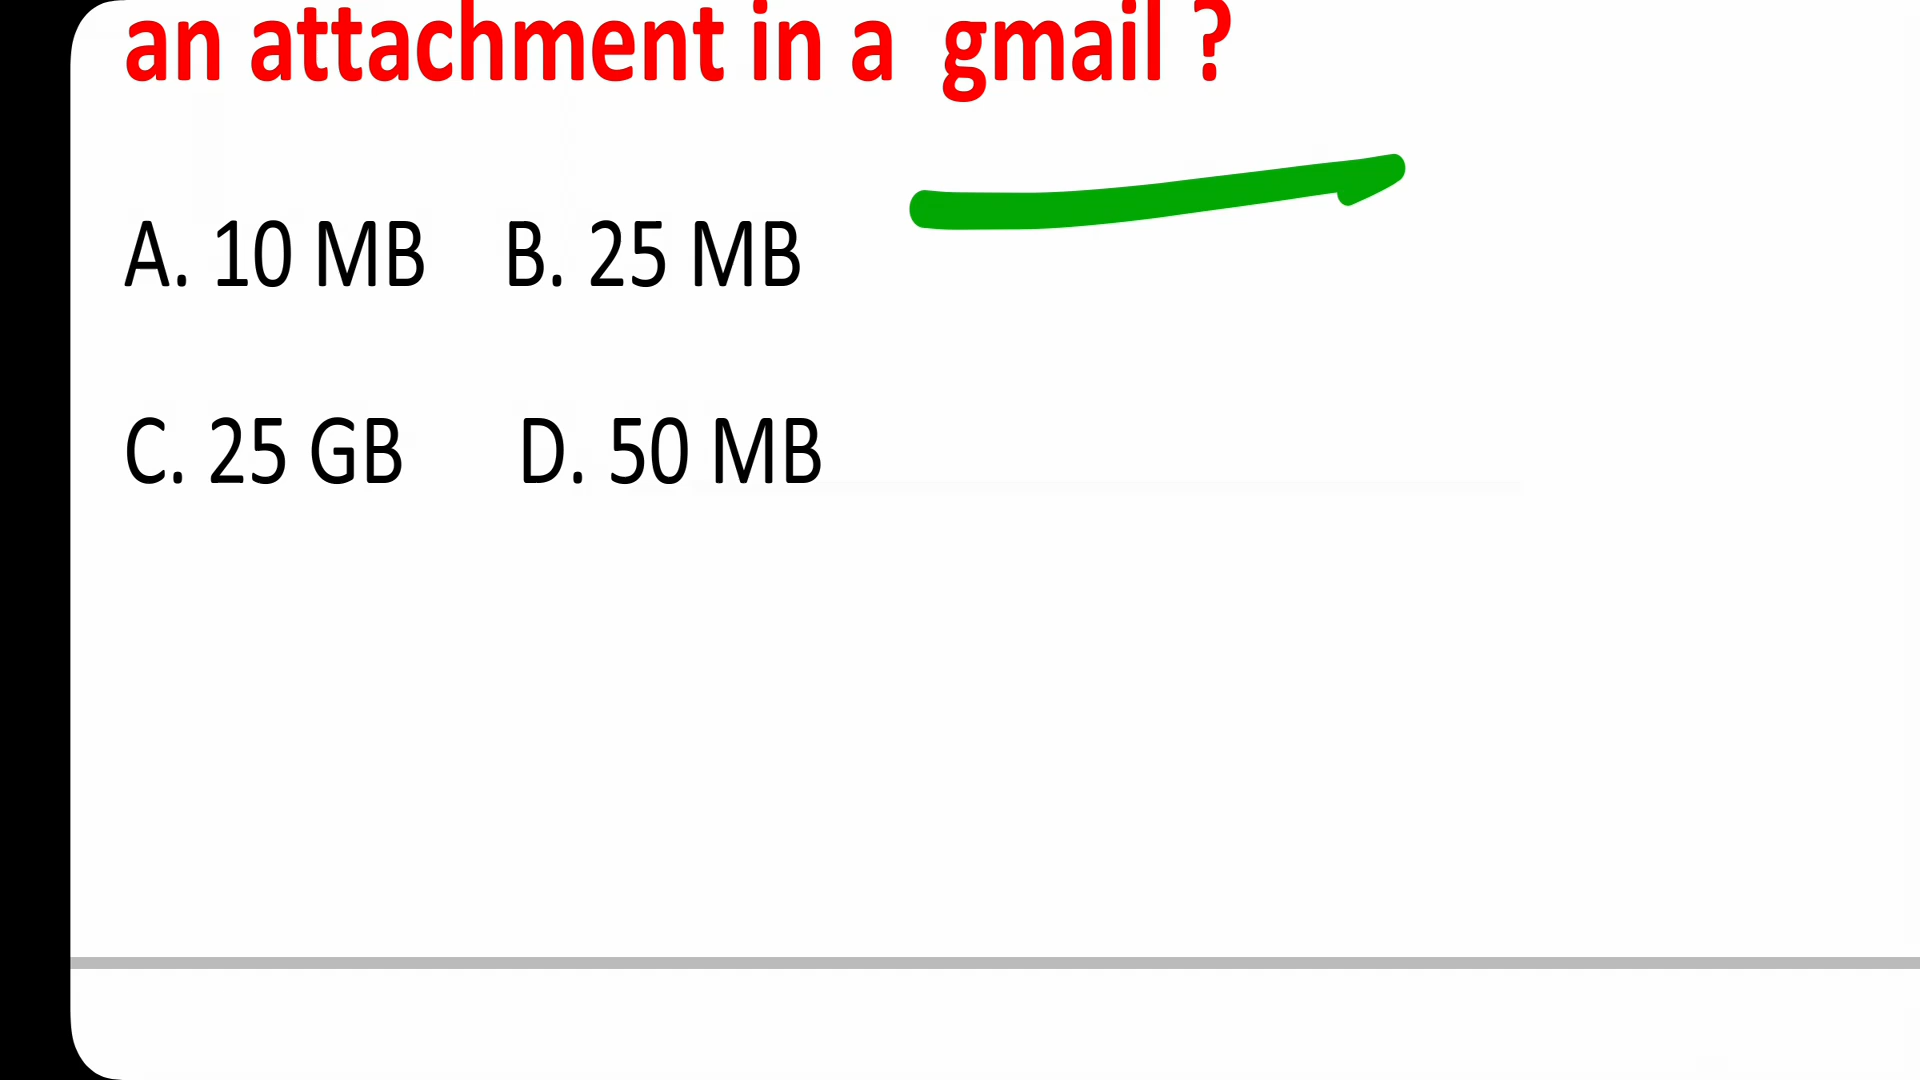 an attachment in a gmail ?
A. 10 MB B. 25 MB
C. 25 GB D. 50 MB